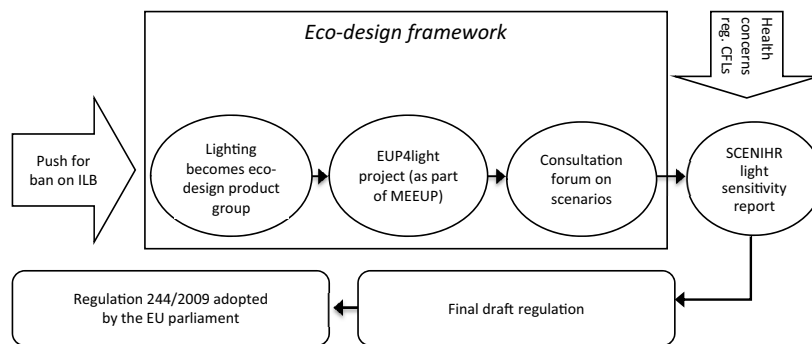 Eco-design framework
Health
concerns
reg. CFLs
Push for
ban on ILB
Lighting
becomes eco-
design product
group
EUP4light
project (as part
of MEEUP)
Consultation
forum on
scenarios
SCENIHR
light
sensitivity
report
Regulation 244/2009 adopted
by the EU parliament
Final draft regulation